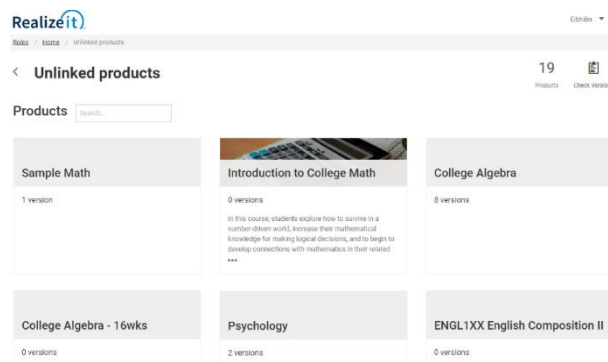 Realizeit
Eibhilin
Roles / Home / Unlinked products
< Unlinked products
19
Products
Check Versio
Products Search...
Sample Math
1 version
Introduction to College Math
0 versions
In this course, students explore how to survive in a
number-driven world, increase their mathematical
knowledge for making logical decisions, and to begin to
develop connections with mathematics in their related
•••
College Algebra
8 versions
College Algebra - 16wks
0 versions
Psychology
2 versions
ENGL1XX English Composition II
0 versions